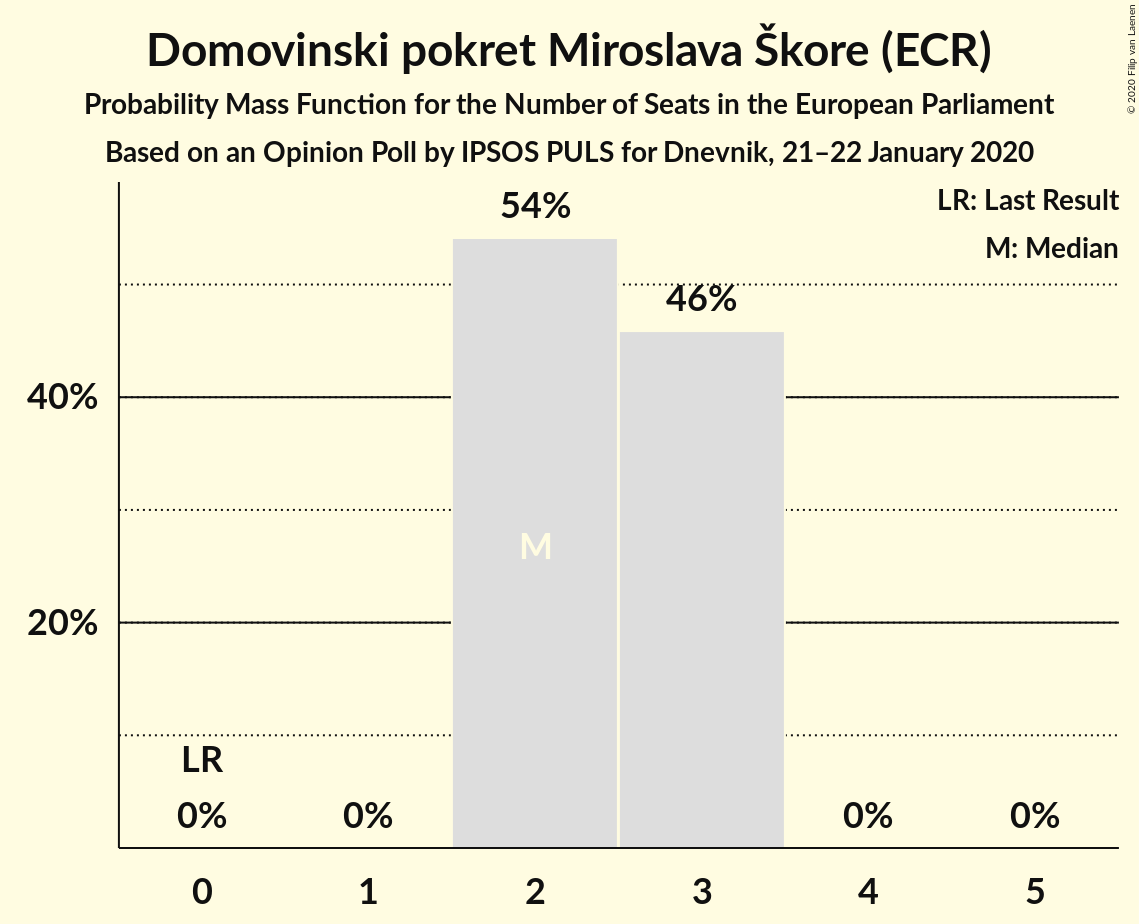 Domovinski pokret Miroslava Škore (ECR)
Probability Mass Function for the Number of Seats in the European Parliament
Based on an Opinion Poll by IPSOS PULS for Dnevnik, 21–22 January 2020
© 2020 Filip van Laenen
LR: Last Result
M: Median
54%
46%
40%
M
20%
LR
0%
0%
0%
0%
0
1
2
3
4
5